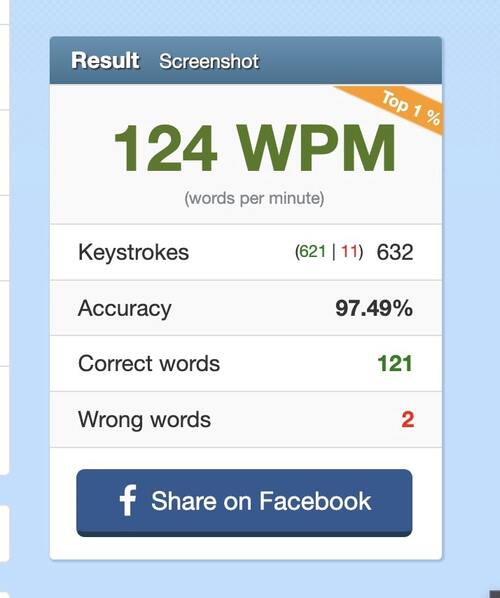 Result Screenshot
Top 1 %
124 WPM
(words per minute)
Keystrokes (621 | 11) 632
Accuracy 97.49%
Correct words 121
Wrong words 2
f Share on Facebook